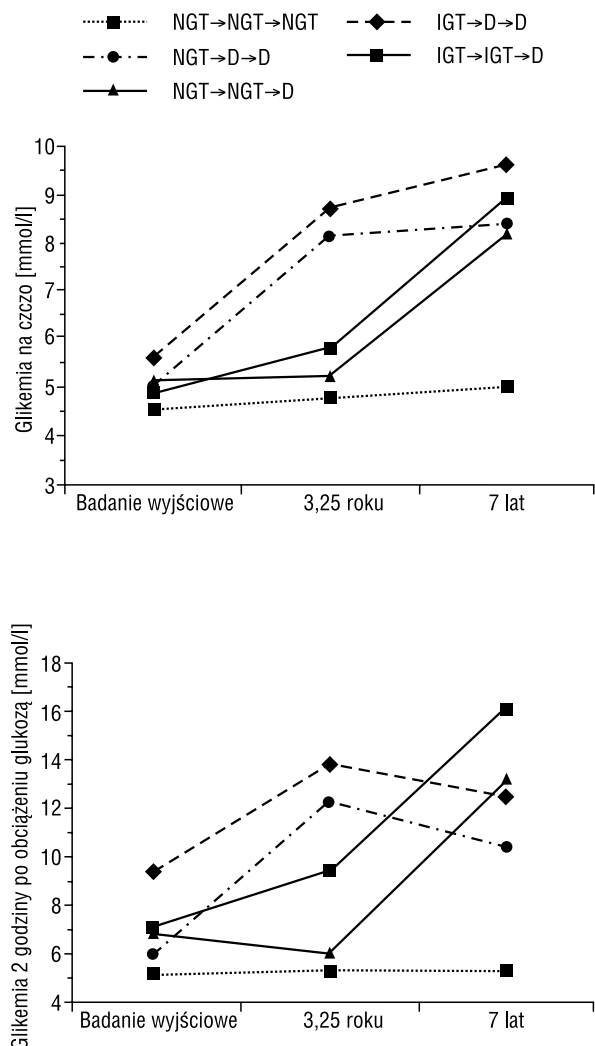 NGT→NGT→NGT
IGT→D→D
NGT→D→D
IGT→IGT→D
NGT→NGT→D
Glikemia na czczo [mmol/l]
10
9
8
7
6
5
4
3
Badanie wyjściowe 3,25 roku 7 lat
Glikemia 2 godziny po obciążeniu glukozą [mmol/l]
18
16
14
12
10
8
6
4
Badanie wyjściowe 3,25 roku 7 lat